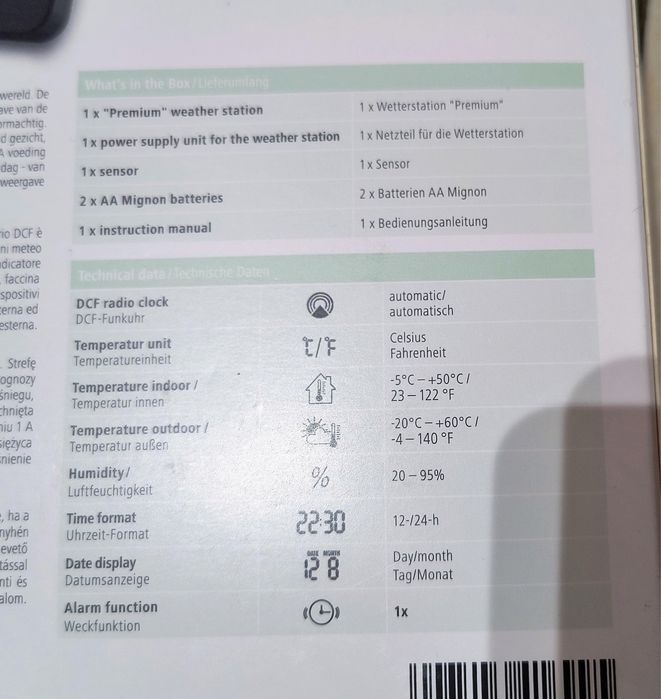 wereld. De
ave van de
ormachtig.
d gezicht,
A voeding
dag - van
weergave
rio DCF è
ni meteo
ndicatore
, faccina
spositivi
terna ed
esterna.
. Strefę
ognozy
śniegu,
chnięta
niu 1 A
siężyca
śnienie
, ha a
nyhén
evető
tással
nti és
alom.
What's in the Box / Lieferumfang
1 x "Premium" weather station 1 x Wetterstation "Premium"
1 x power supply unit for the weather station 1 x Netzteil für die Wetterstation
1 x sensor 1 x Sensor
2 x AA Mignon batteries 2 x Batterien AA Mignon
1 x instruction manual 1 x Bedienungsanleitung
Technical data / Technische Daten
DCF radio clock automatic/
DCF-Funkuhr automatisch
Temperatur unit °C/°F Celsius
Temperatureinheit Fahrenheit
Temperature indoor / -5°C – +50°C /
Temperatur innen 23 – 122 °F
Temperature outdoor / -20°C – +60°C /
Temperatur außen -4 – 140 °F
Humidity/ % 20 – 95%
Luftfeuchtigkeit
Time format 22:30 12-/24-h
Uhrzeit-Format
Date display DATE MONTH Day/month
Datumsanzeige 12 8 Tag/Monat
Alarm function 1x
Weckfunktion